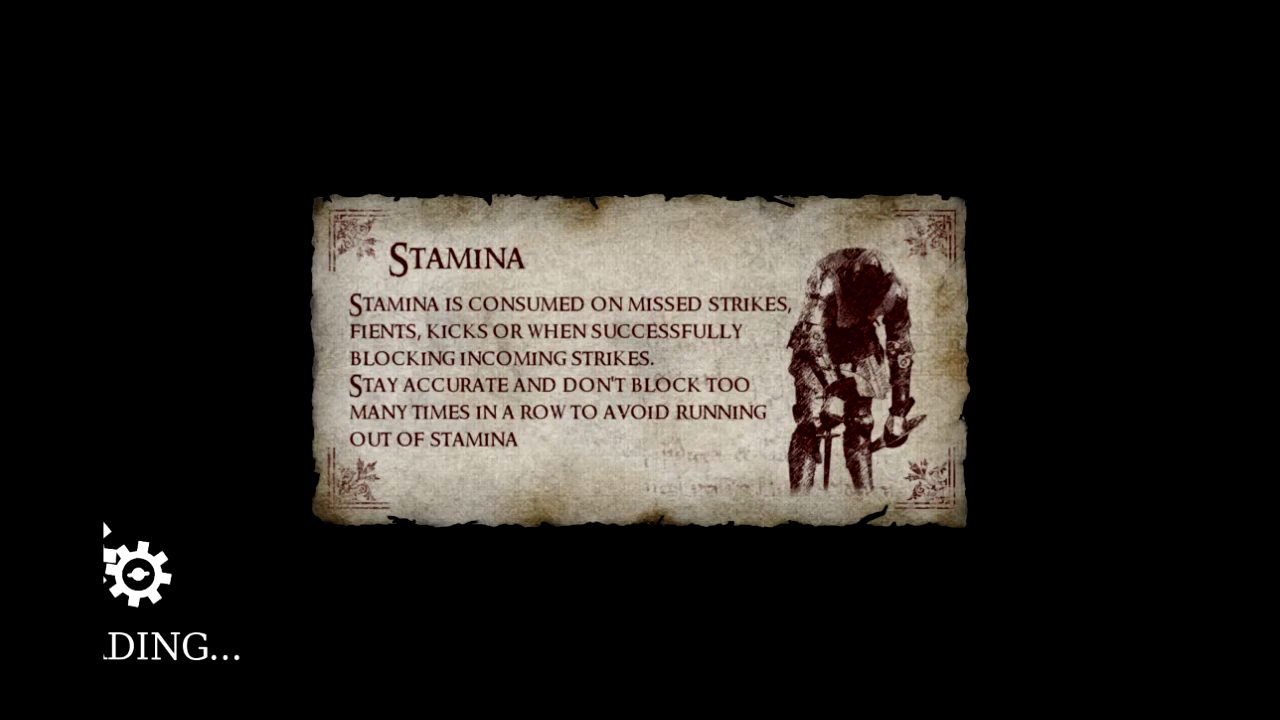 Stamina
Stamina is consumed on missed strikes,
fients, kicks or when successfully
blocking incoming strikes.
Stay accurate and don't block too
many times in a row to avoid running
out of stamina
DING...